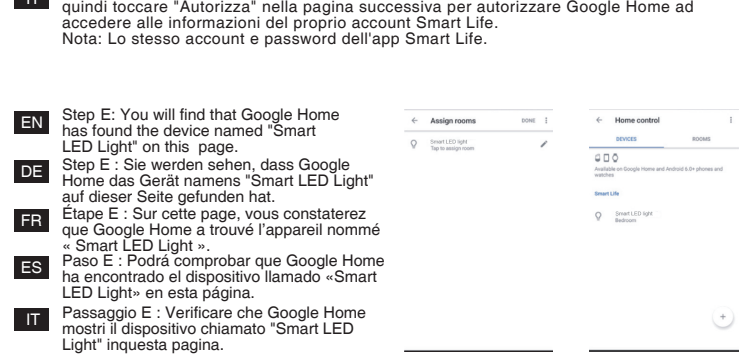 IT
quindi toccare "Autorizza" nella pagina successiva per autorizzare Google Home ad
accedere alle informazioni del proprio account Smart Life.
Nota: Lo stesso account e password dell'app Smart Life.
EN
Step E: You will find that Google Home
has found the device named "Smart
LED Light" on this page.
DE
Step E : Sie werden sehen, dass Google
Home das Gerät namens "Smart LED Light"
auf dieser Seite gefunden hat.
FR
Étape E : Sur cette page, vous constaterez
que Google Home a trouvé l'appareil nommé
« Smart LED Light ».
ES
Paso E : Podrá comprobar que Google Home
ha encontrado el dispositivo llamado «Smart
LED Light» en esta página.
IT
Passaggio E : Verificare che Google Home
mostri il dispositivo chiamato "Smart LED
Light" inquesta pagina.
Assign rooms DONE
Smart LED light
Tap to assign room
Home control
DEVICES ROOMS
Available on Google Home and Android 6.0+ phones and
watches
Smart Life
Smart LED light
Bedroom